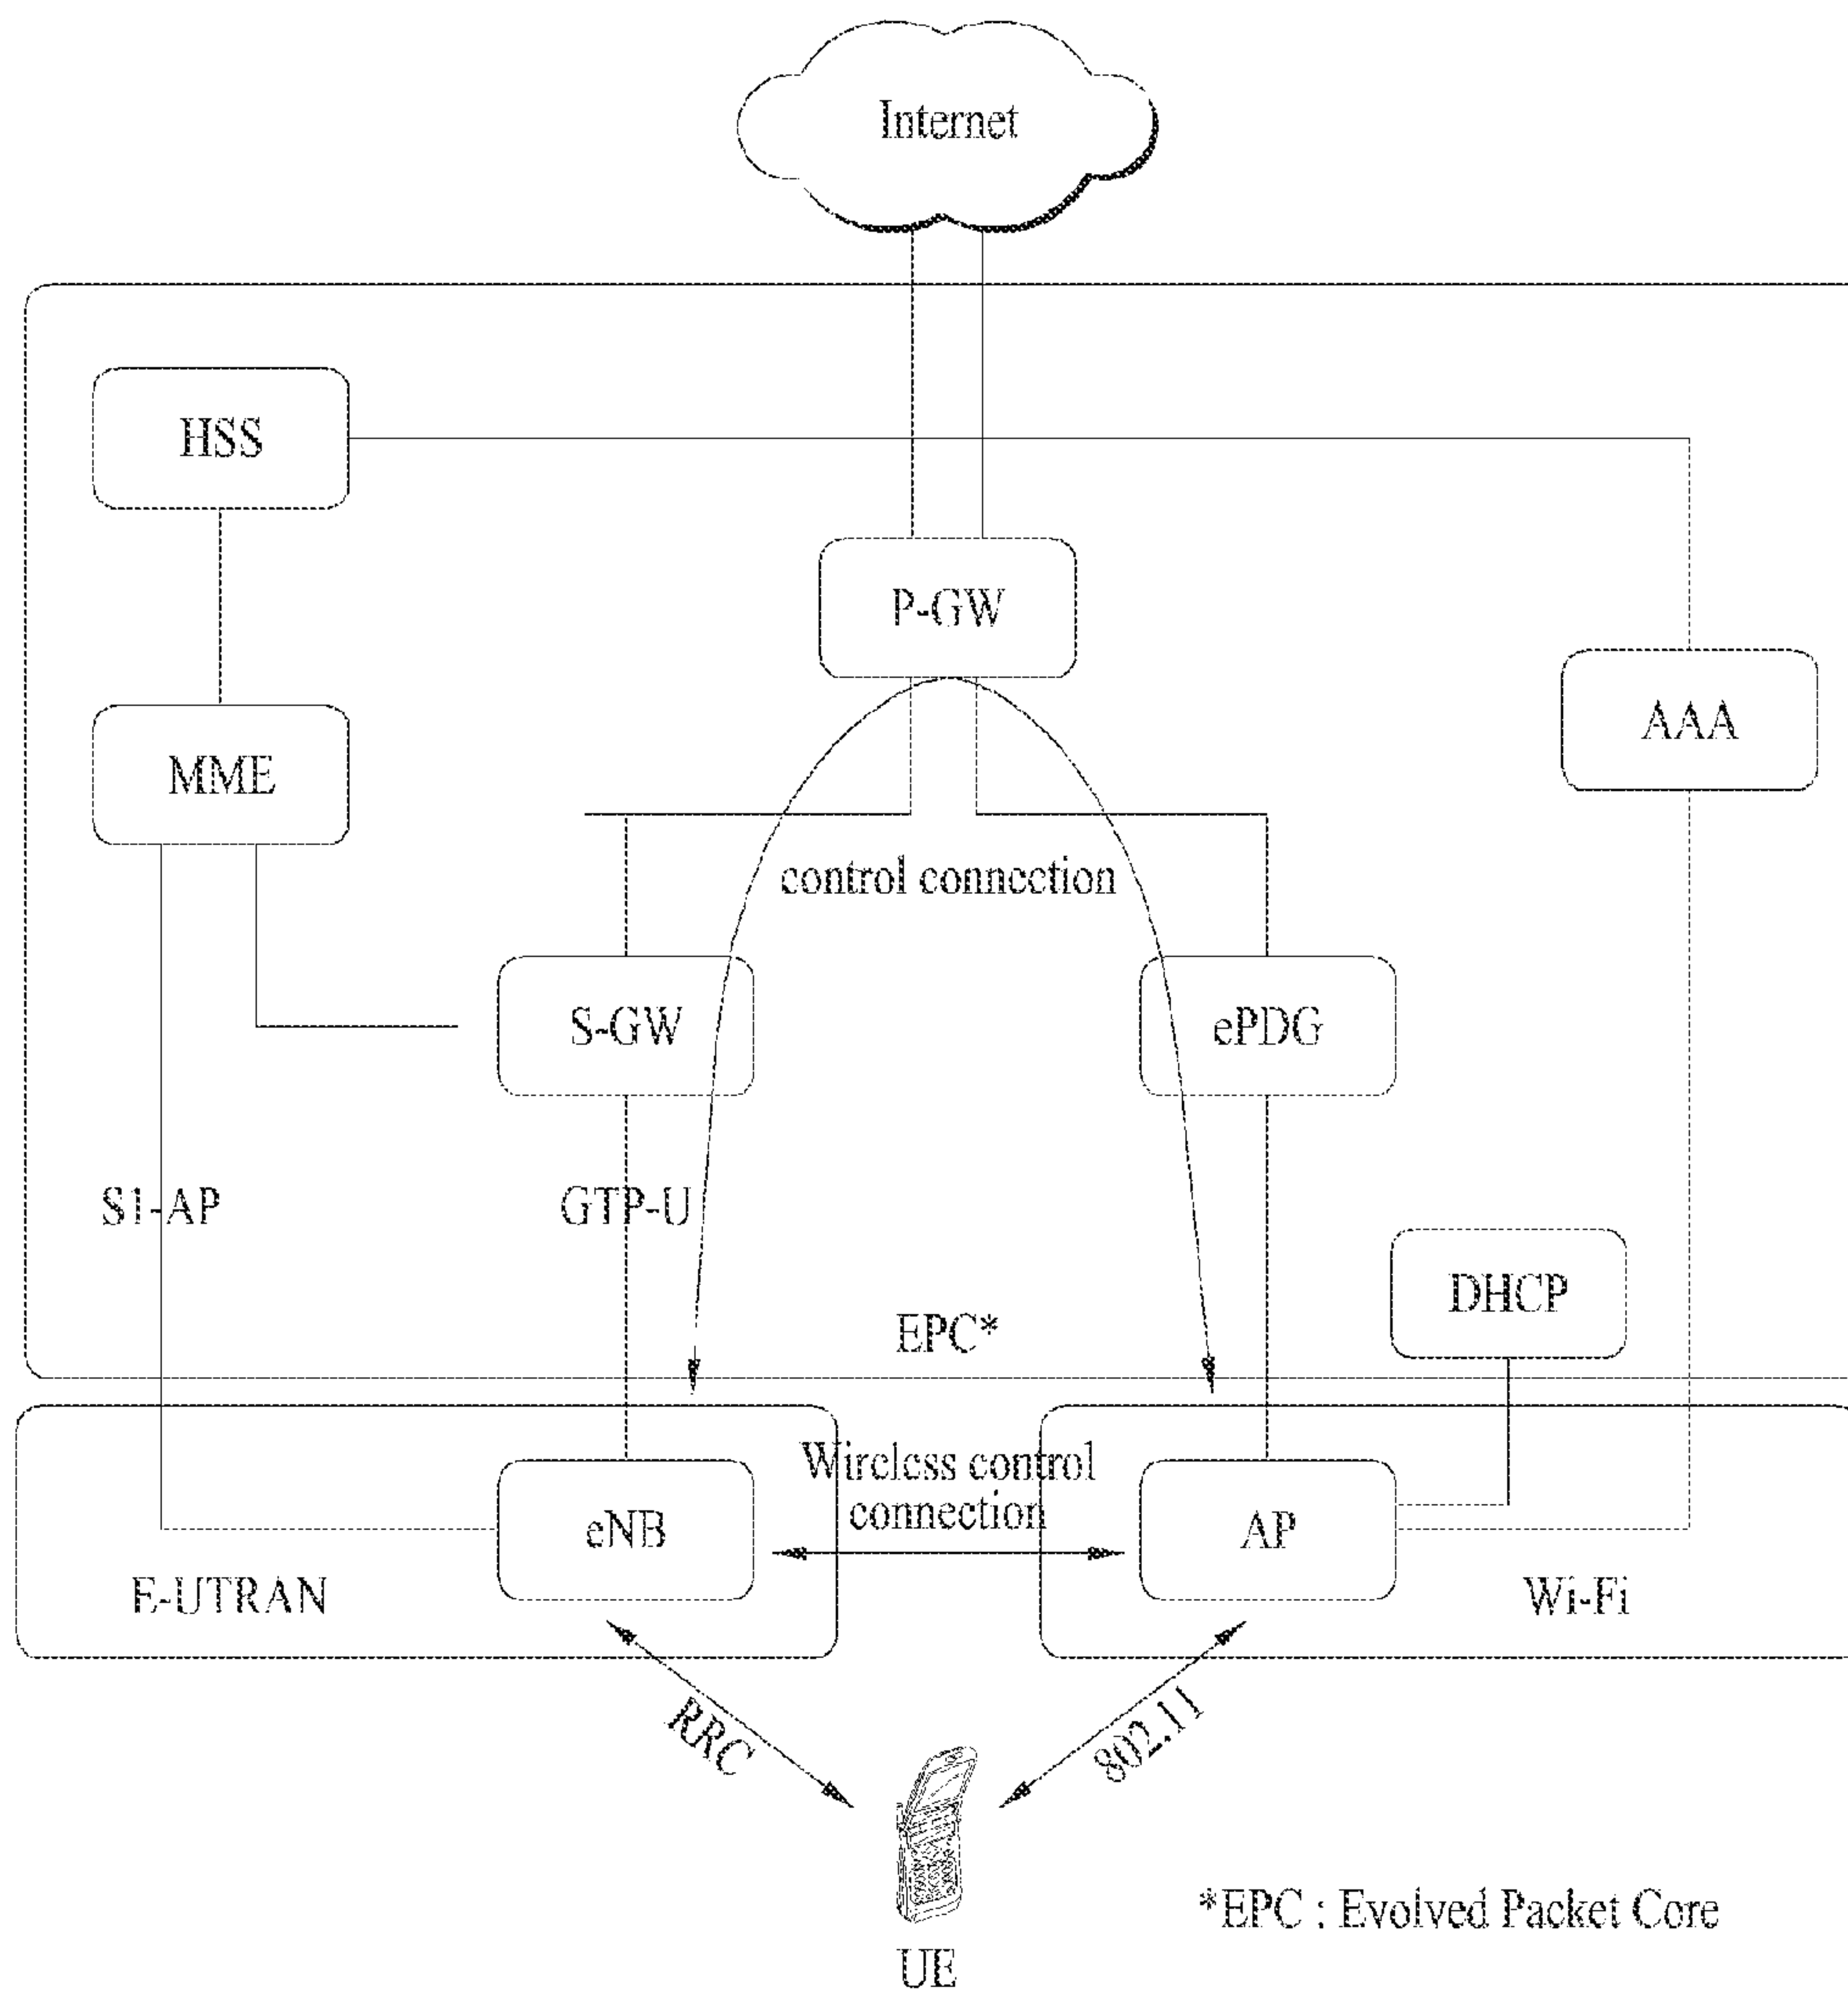 Internet
HSS
P-GW
AAA
MME
control connection
S-GW
ePDG
S1-AP
GTP-U
DHCP
EPC*
Wireless control
connection
eNB
AP
E-UTRAN
Wi-Fi
RRC
802.11
*EPC : Evolved Packet Core
UE